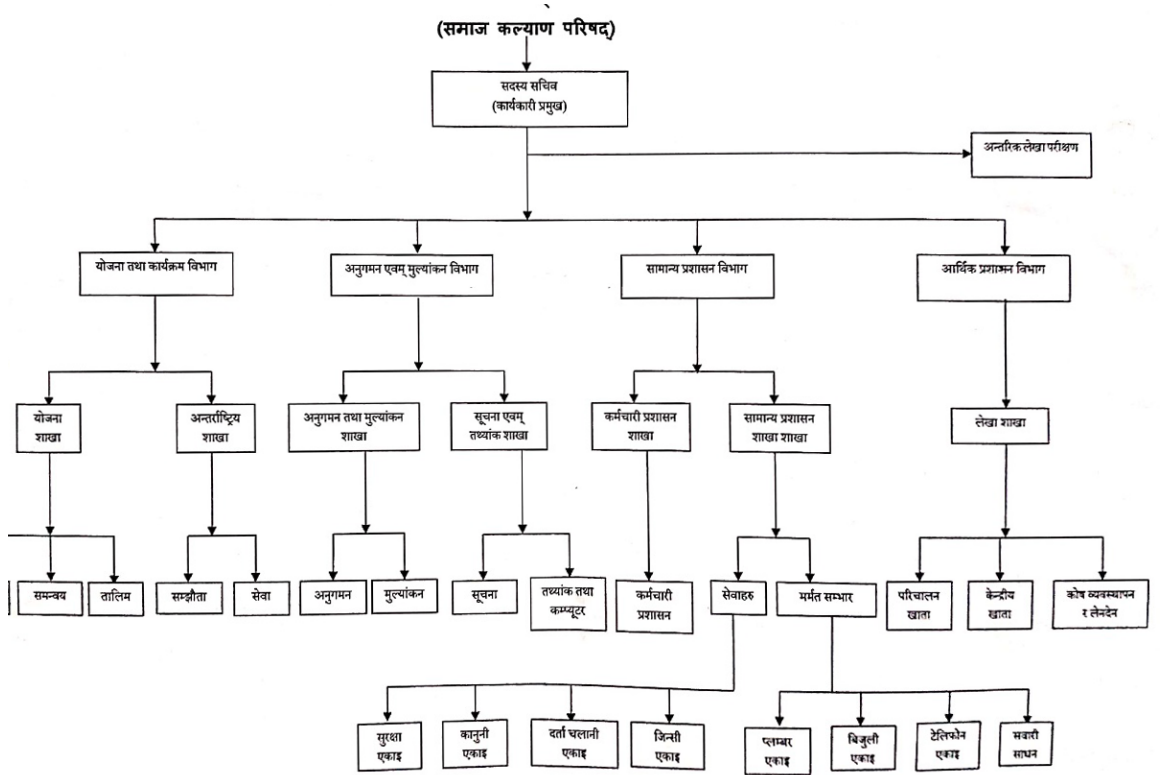 (समाज कल्याण परिषद्)
सदस्य सचिव
(कार्यकारी प्रमुख)
अन्तरिक लेखा परीक्षण
योजना तथा कार्यक्रम विभाग
अनुगमन एवम् मुल्यांकन विभाग
सामान्य प्रशासन विभाग
आर्थिक प्रशासन विभाग
योजना
शाखा
अन्तर्राष्ट्रिय
शाखा
अनुगमन तथा मुल्यांकन
शाखा
सूचना एवम्
तथ्यांक शाखा
कर्मचारी प्रशासन
शाखा
सामान्य प्रशासन
शाखा शाखा
लेखा शाखा
समन्वय
तालिम
सम्झौता
सेवा
अनुगमन
मुल्यांकन
सूचना
तथ्यांक तथा
कम्प्यूटर
कर्मचारी
प्रशासन
सेवाहरु
मर्मत सम्भार
परिचालन
खाता
केन्द्रीय
खाता
कोष व्यवस्थापन
र लेनदेन
सुरक्षा
एकाइ
कानुनी
एकाइ
दर्ता चलानी
एकाइ
जिन्सी
एकाइ
प्लम्बर
एकाइ
बिजुली
एकाइ
टेलिफोन
एकाइ
सवारी
साधन